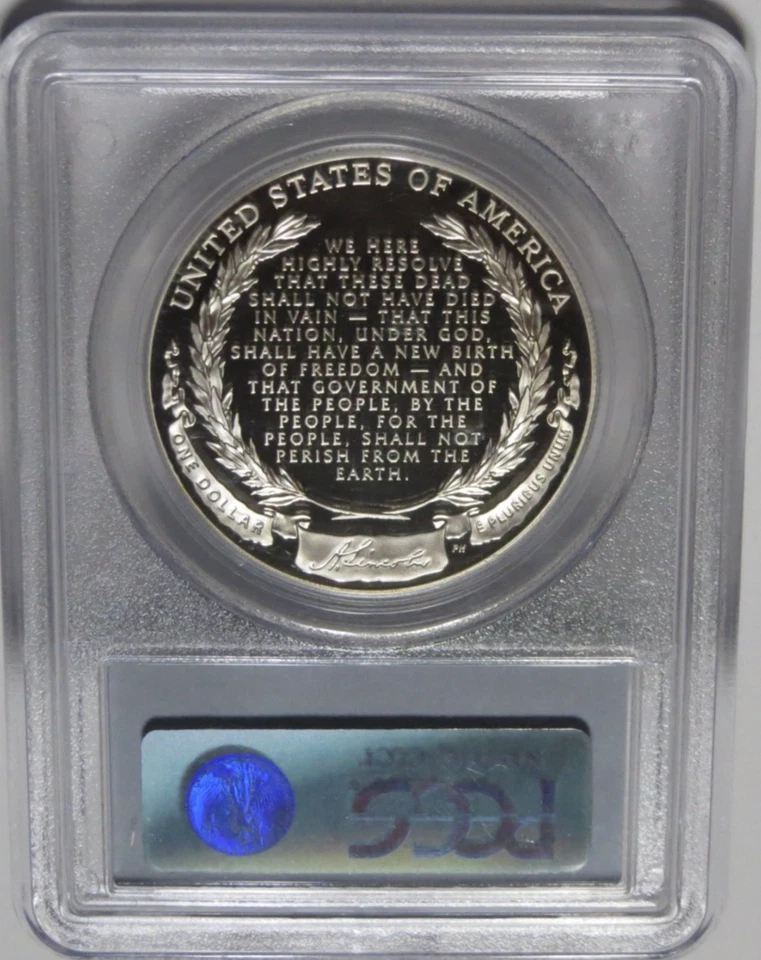 UNITED STATES OF AMERICA
WE HERE
HIGHLY RESOLVE
THAT THESE DEAD
SHALL NOT HAVE DIED
IN VAIN — THAT THIS
NATION, UNDER GOD,
SHALL HAVE A NEW BIRTH
OF FREEDOM — AND
THAT GOVERNMENT OF
THE PEOPLE, BY THE
PEOPLE, FOR THE
PEOPLE, SHALL NOT
PERISH FROM THE
EARTH.
ONE DOLLAR
E PLURIBUS UNUM
A. Lincoln
PH
PCGS